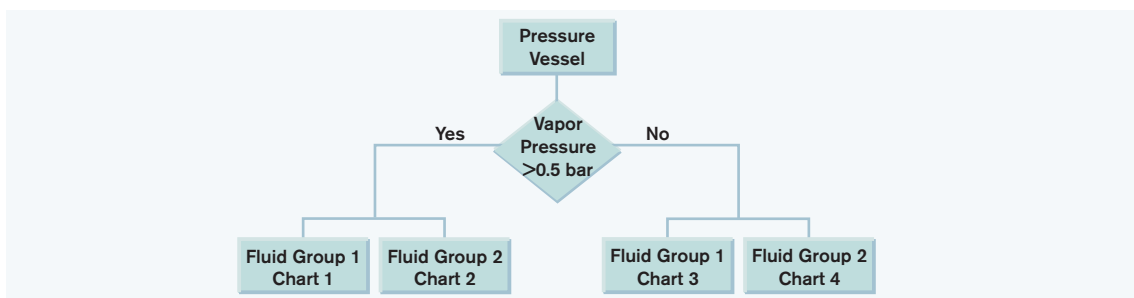 Pressure
Vessel
Yes
Vapor
Pressure
>0.5 bar
No
Fluid Group 1
Chart 1
Fluid Group 2
Chart 2
Fluid Group 1
Chart 3
Fluid Group 2
Chart 4